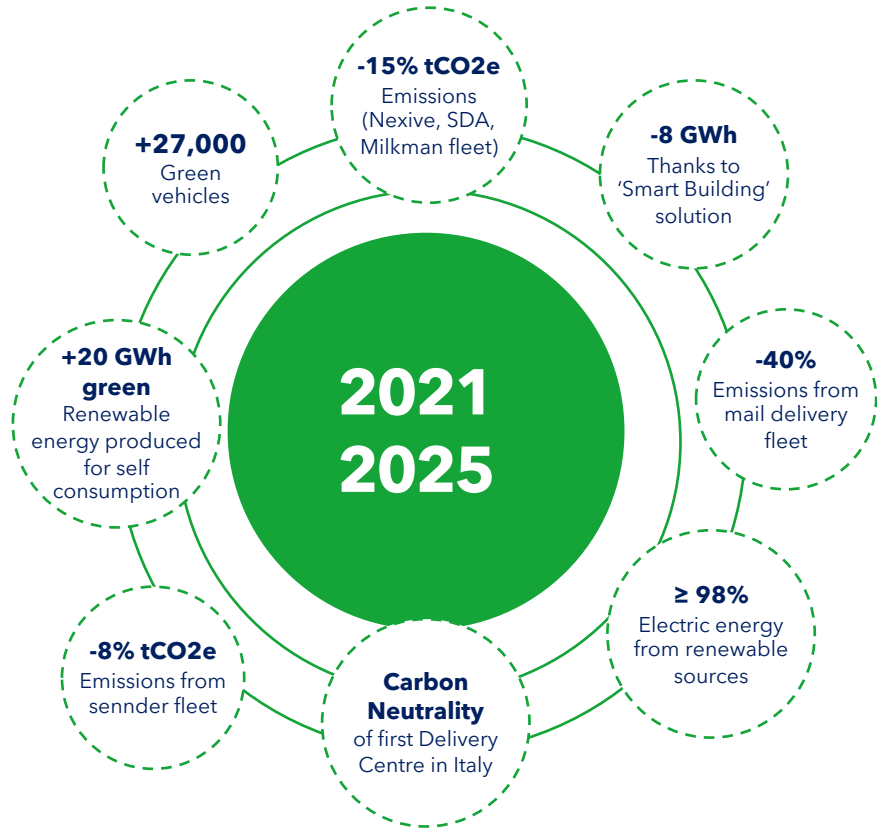 -15% tCO2e
Emissions
(Nexive, SDA,
Milkman fleet)
-8 GWh
Thanks to
‘Smart Building’
solution
-40%
Emissions from
mail delivery
fleet
≥ 98%
Electric energy
from renewable
sources
Carbon
Neutrality
of first Delivery
Centre in Italy
-8% tCO2e
Emissions from
sennder fleet
+20 GWh
green
Renewable
energy produced
for self
consumption
+27,000
Green
vehicles
2021
2025